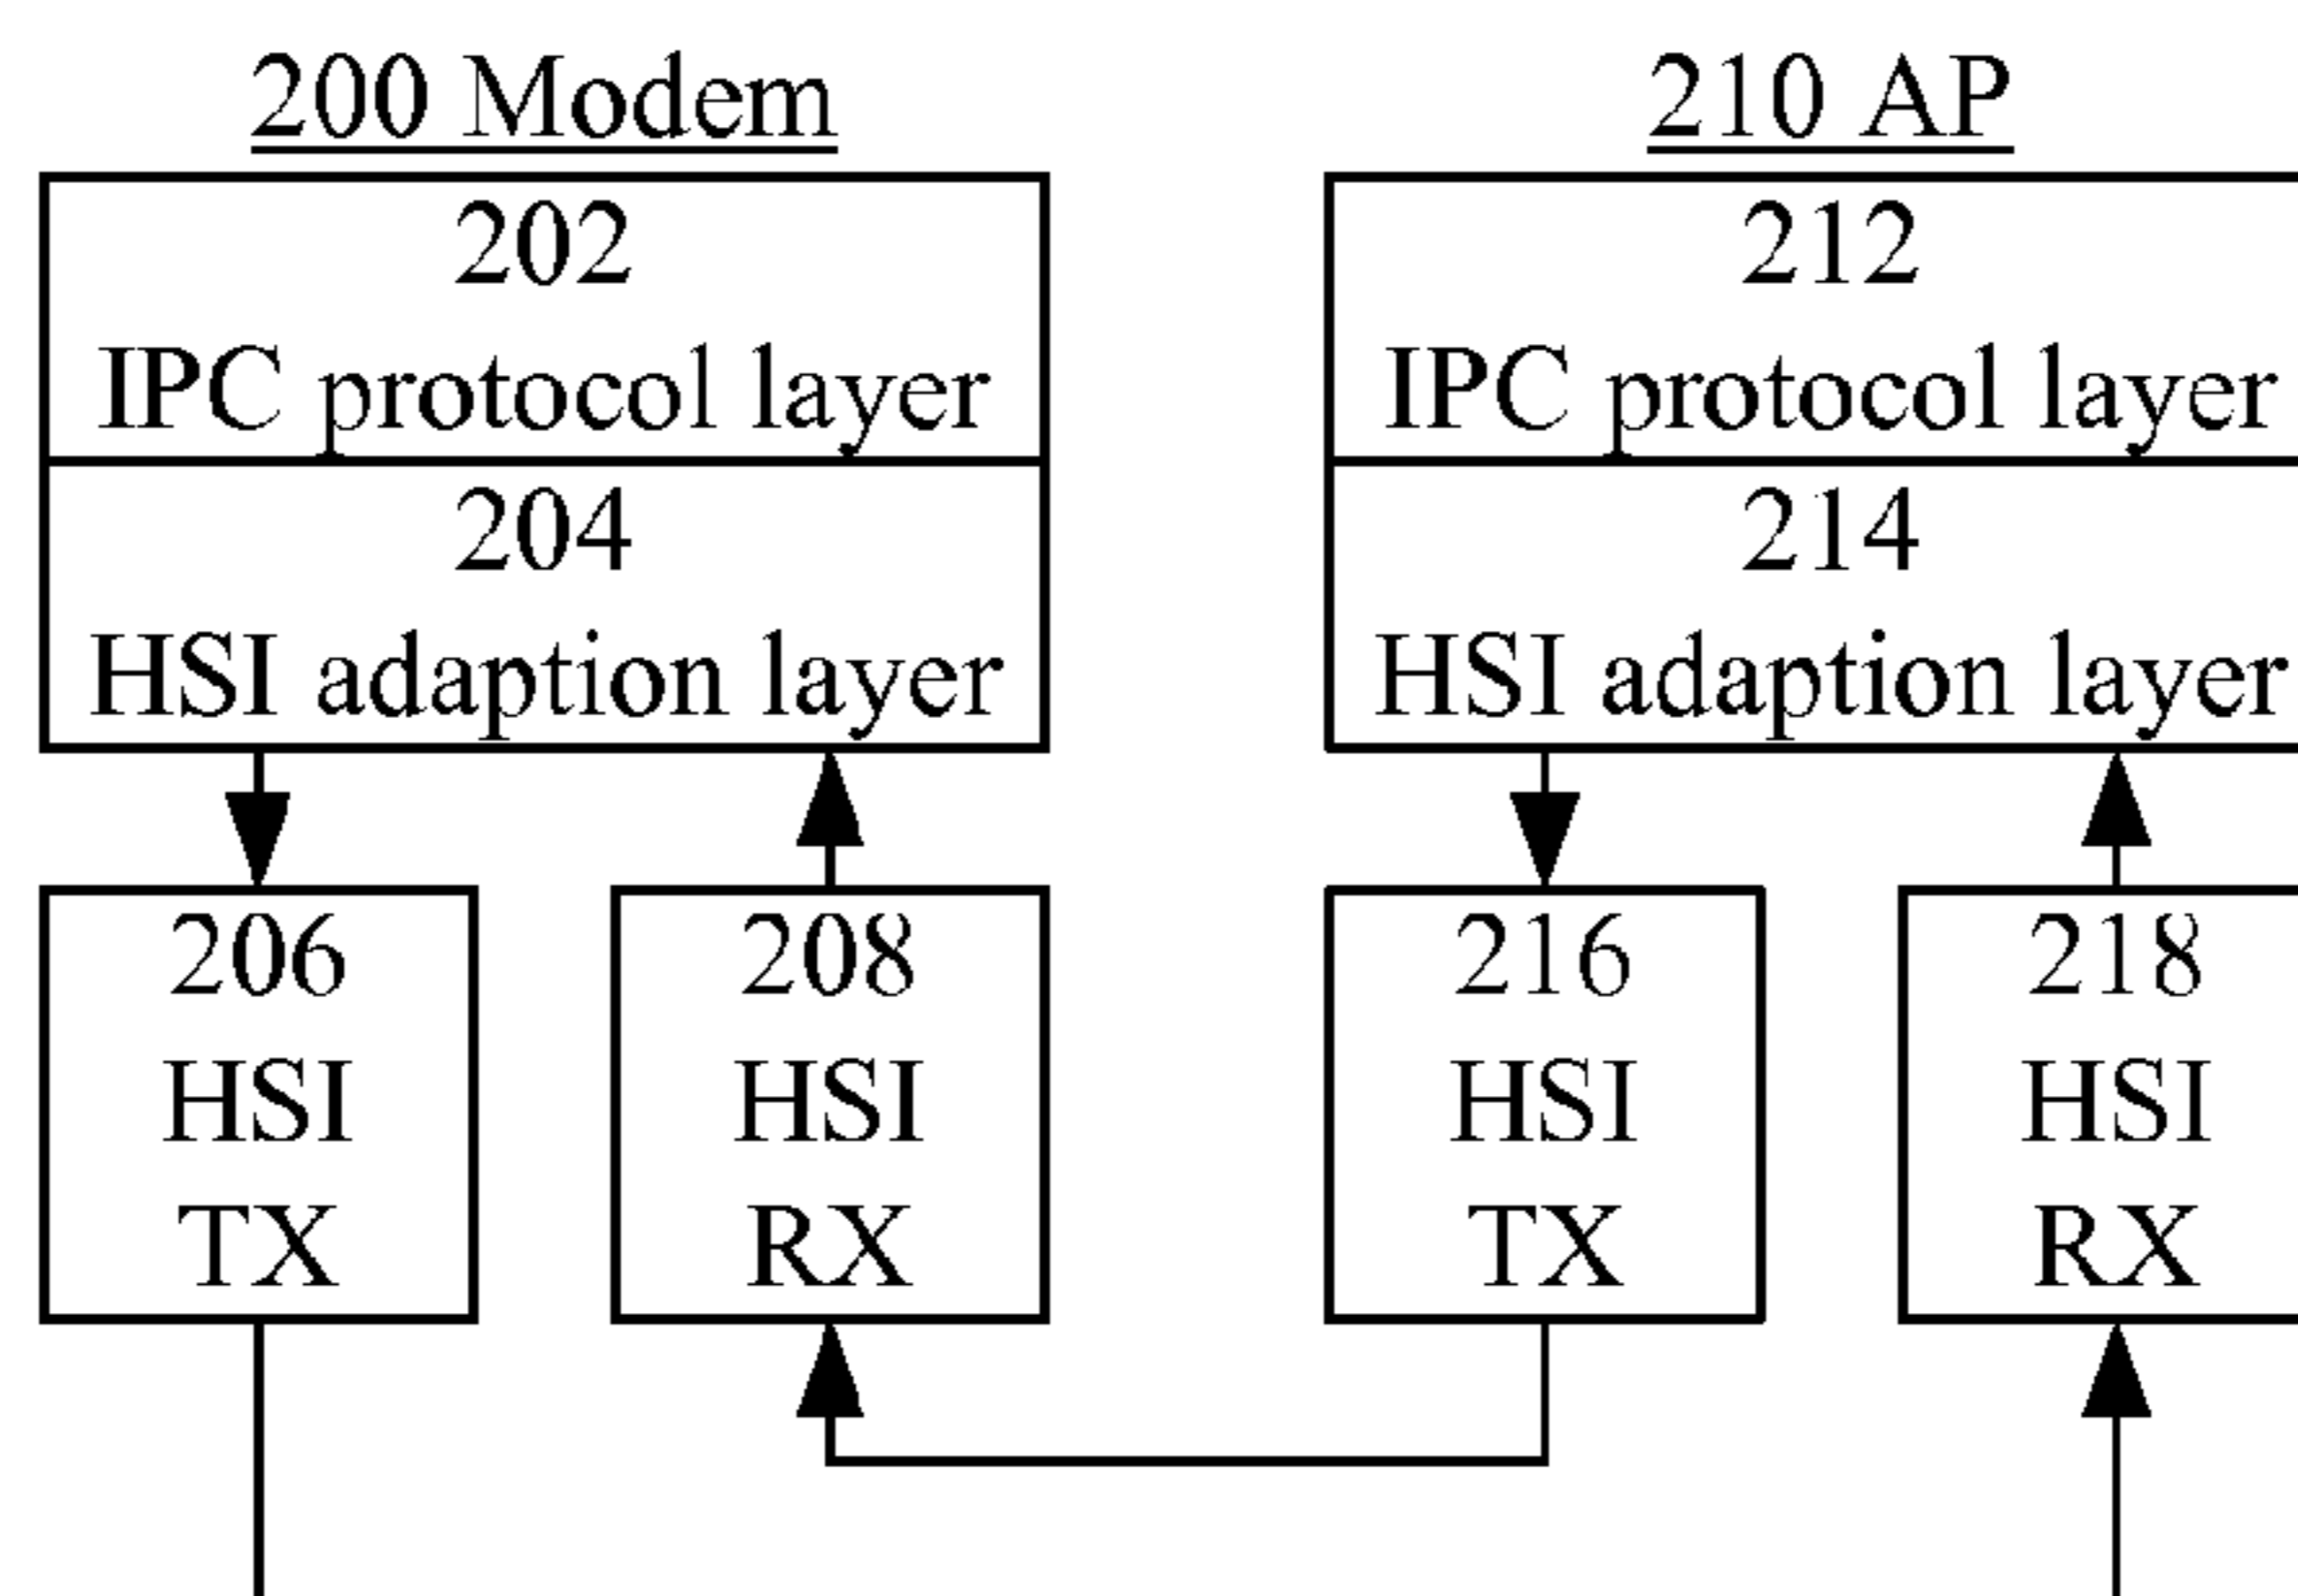 200 Modem
210 AP
202
IPC protocol layer
204
HSI adaption layer
212
IPC protocol layer
214
HSI adaption layer
206
HSI
TX
208
HSI
RX
216
HSI
TX
218
HSI
RX